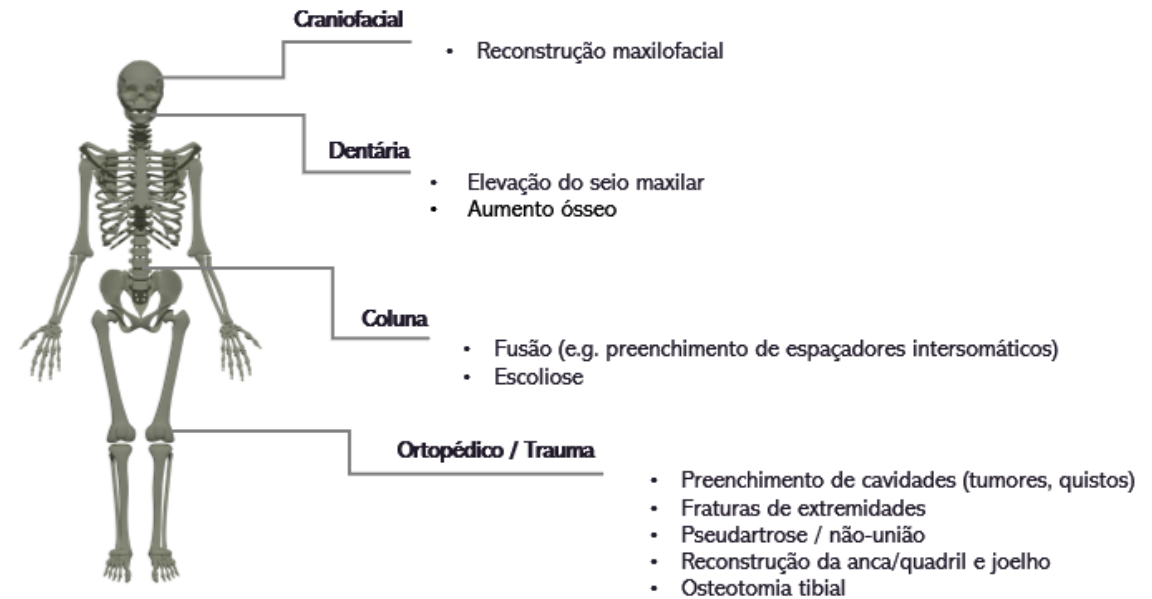 Craniofacial
• Reconstrução maxilofacial
Dentária
• Elevação do seio maxilar
• Aumento ósseo
Coluna
• Fusão (e.g. preenchimento de espaçadores intersomáticos)
• Escoliose
Ortopédico / Trauma
• Preenchimento de cavidades (tumores, quistos)
• Fraturas de extremidades
• Pseudartrose / não-união
• Reconstrução da anca/quadril e joelho
• Osteotomia tibial